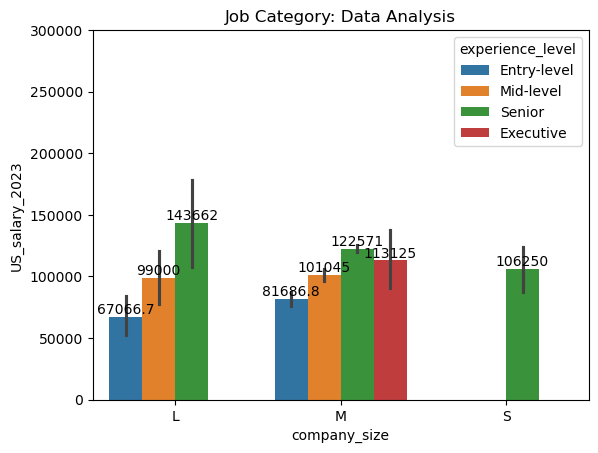 Job Category: Data Analysis
experience_level
Entry-level
Mid-level
Senior
Executive
US_salary_2023
300000
250000
200000
150000
100000
50000
0
67066.7
99000
143662
81686.8
101045
122571
113125
106250
L
M
S
company_size